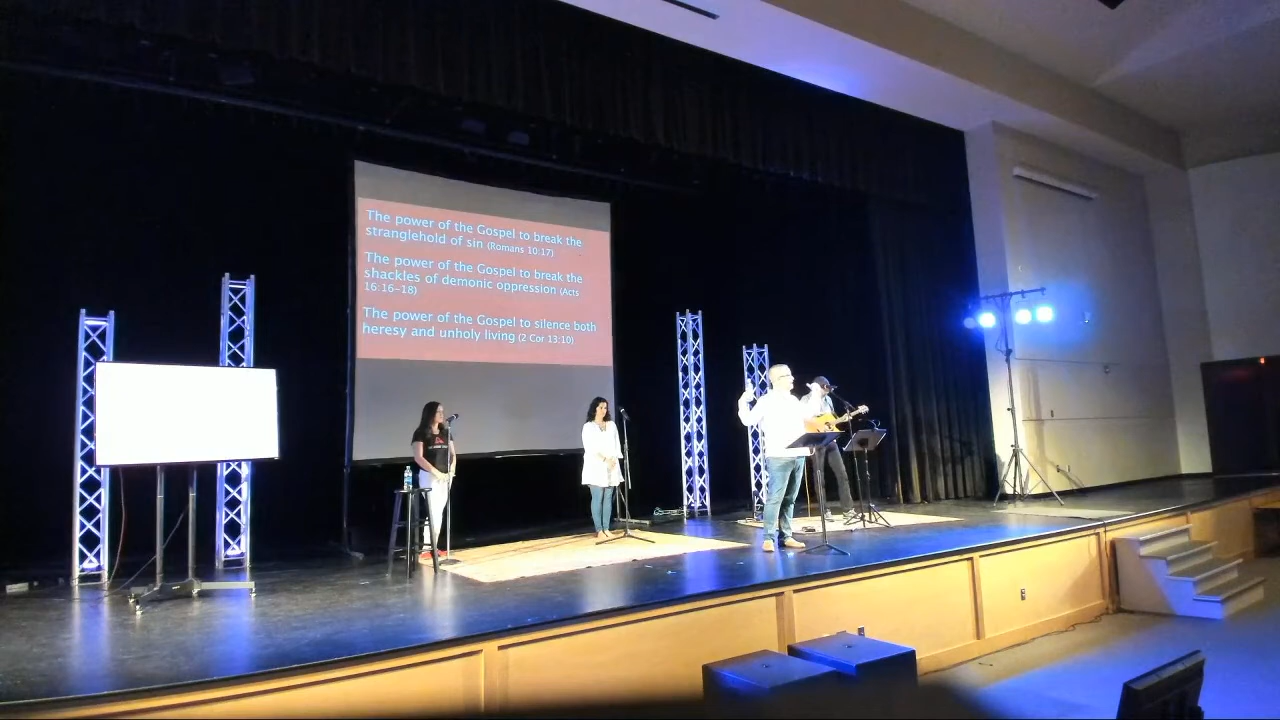 The power of the Gospel to break the
stranglehold of sin (Romans 10:17)
The power of the Gospel to break the
shackles of demonic oppression (Acts
16:16-18)
The power of the Gospel to silence both
heresy and unholy living (2 Cor 13:10)